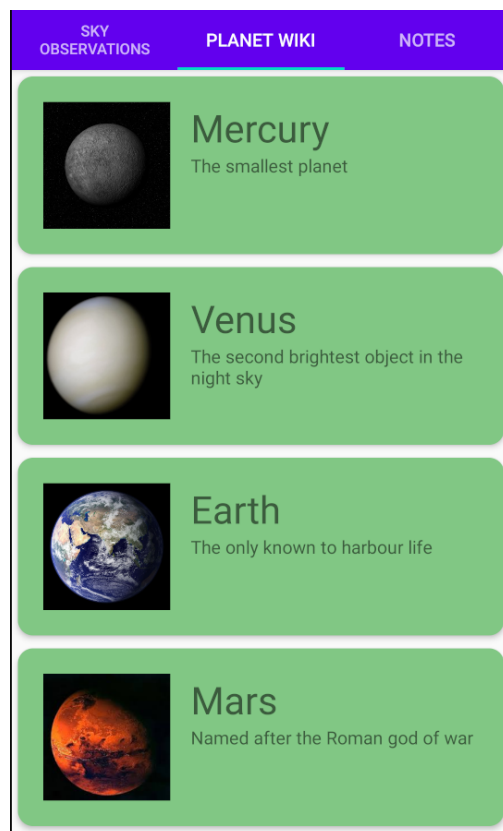 SKY
OBSERVATIONS
PLANET WIKI
NOTES
Mercury
The smallest planet
Venus
The second brightest object in the
night sky
Earth
The only known to harbour life
Mars
Named after the Roman god of war